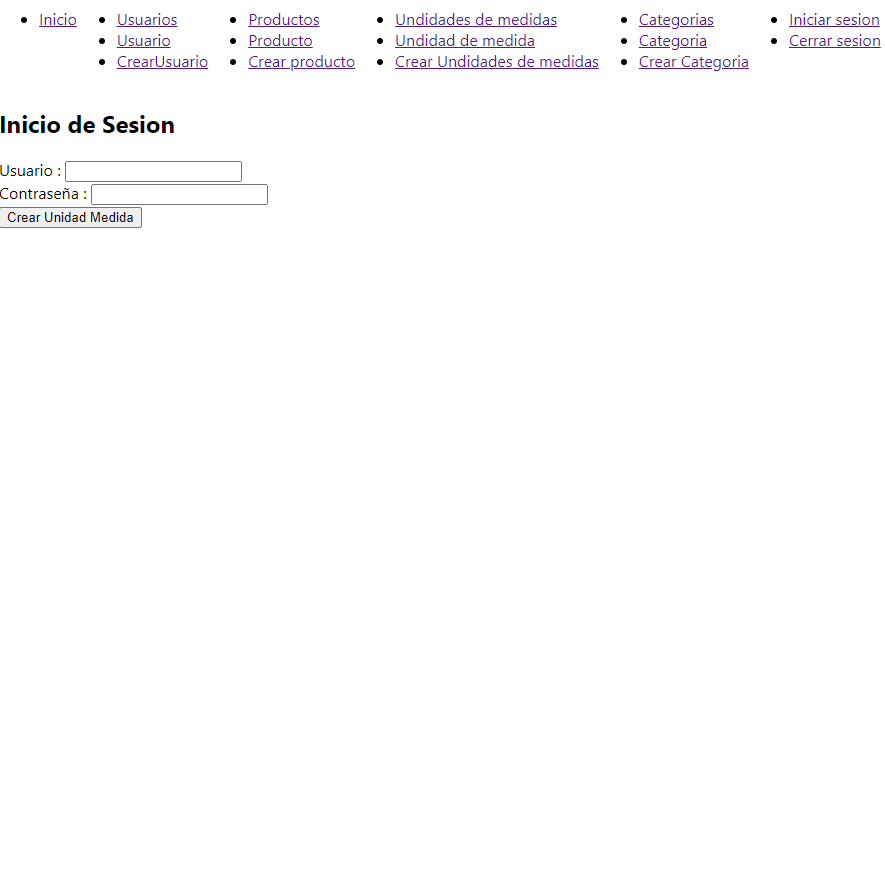 Inicio
Usuarios
Usuario
CrearUsuario
Productos
Producto
Crear producto
Undidades de medidas
Undidad de medida
Crear Undidades de medidas
Categorias
Categoria
Crear Categoria
Iniciar sesion
Cerrar sesion
Inicio de Sesion
Usuario :
Contraseña :
Crear Unidad Medida